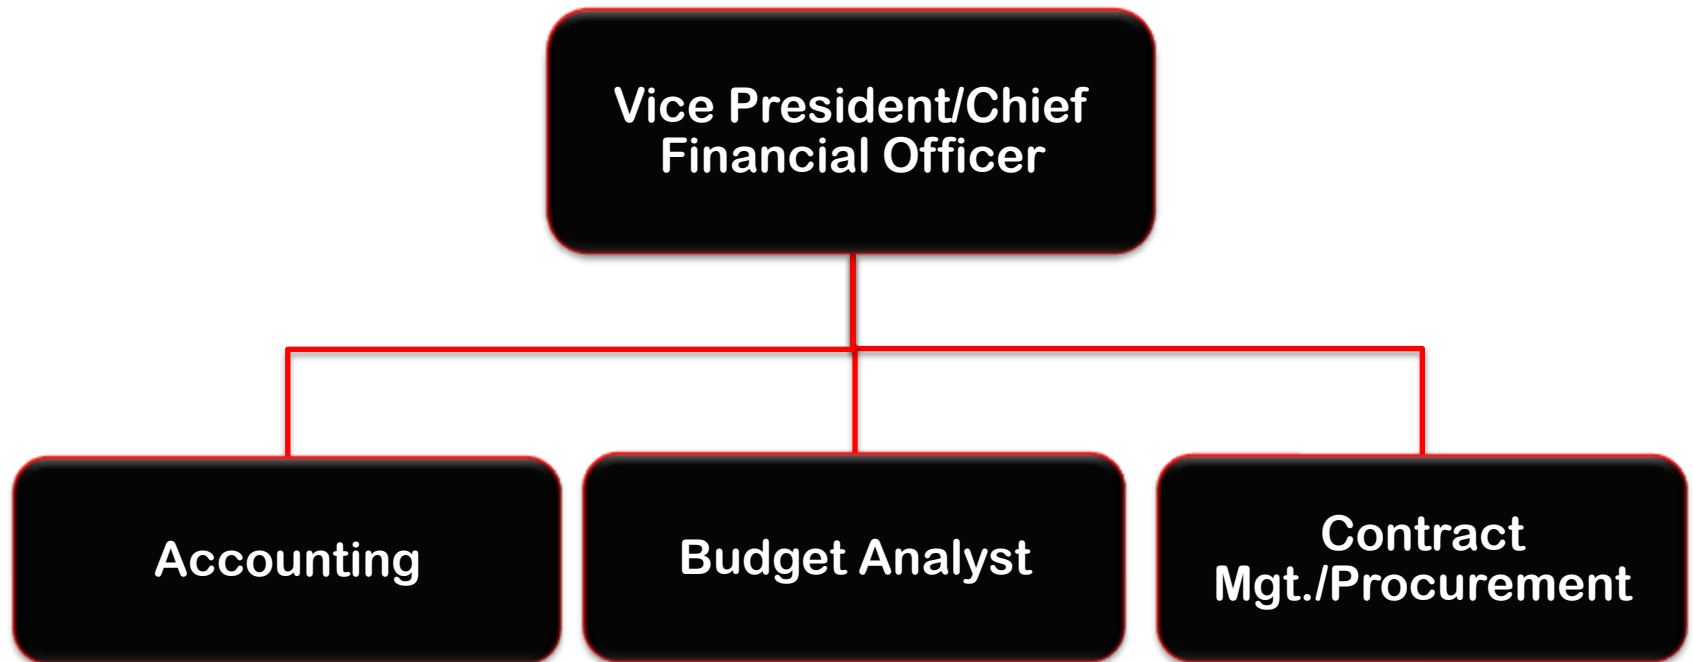 Vice President/Chief
Financial Officer
Accounting
Budget Analyst
Contract
Mgt./Procurement